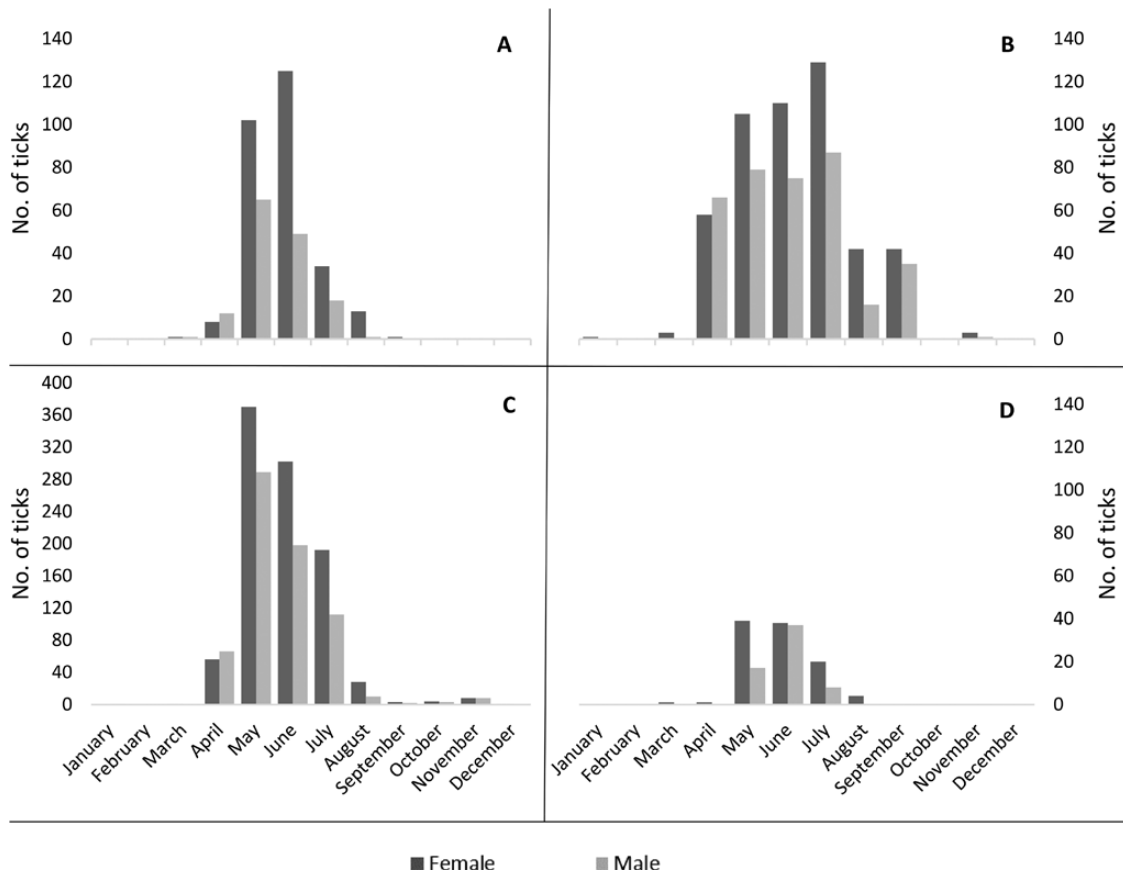 A
140
120
100
80
60
40
20
0
No. of ticks
B
140
120
100
80
60
40
20
0
No. of ticks
C
400
360
320
280
240
200
160
120
80
40
0
No. of ticks
January
February
March
April
May
June
July
August
September
October
November
December
D
140
120
100
80
60
40
20
0
No. of ticks
January
February
March
April
May
June
July
August
September
October
November
December
Female Male